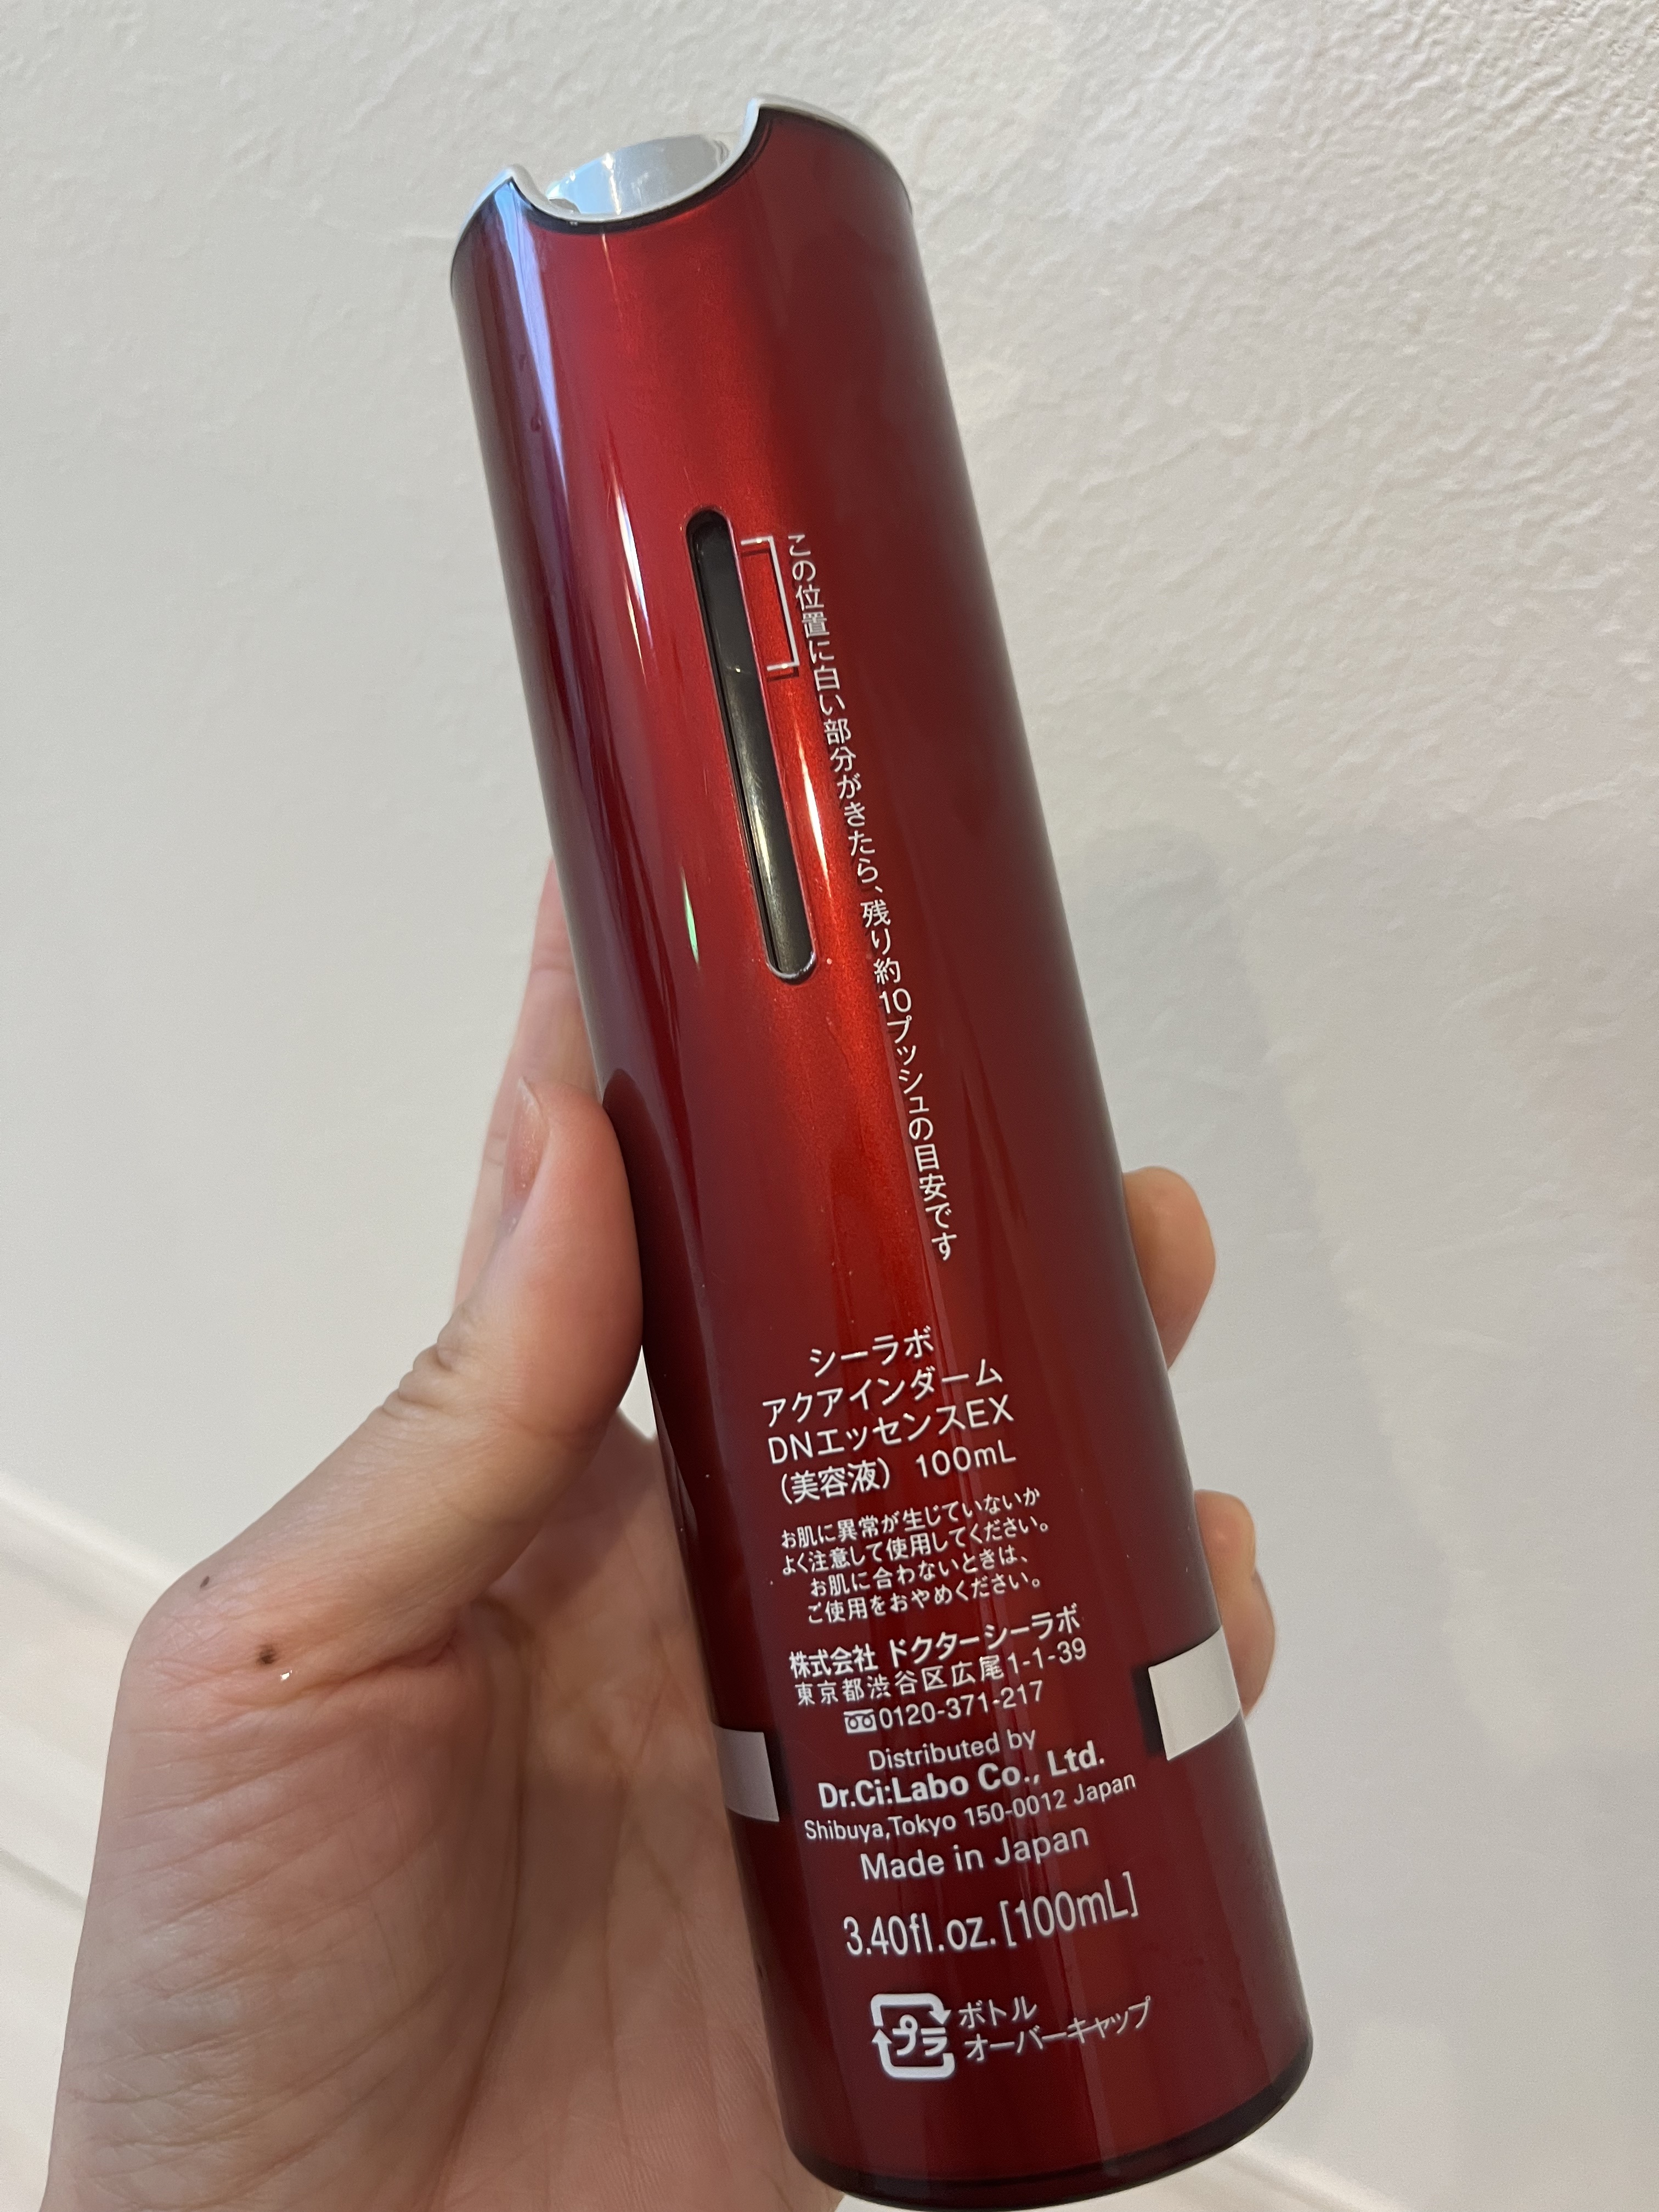 この位置に白い部分がきたら、残り約10プッシュの目安です
シーラボ
アクアインダーム
DNエッセンスEX
（美容液） 100mL
お肌に異常が生じていないか
よく注意して使用してください。
お肌に合わないときは、
ご使用をおやめください。
株式会社 ドクターシーラボ
東京都渋谷区広尾1-1-39
0120-371-217
Distributed by
Dr.Ci:Labo Co., Ltd.
Shibuya,Tokyo 150-0012 Japan
Made in Japan
3.40fl.oz. [100mL]
プラ ボトル
オーバーキャップ